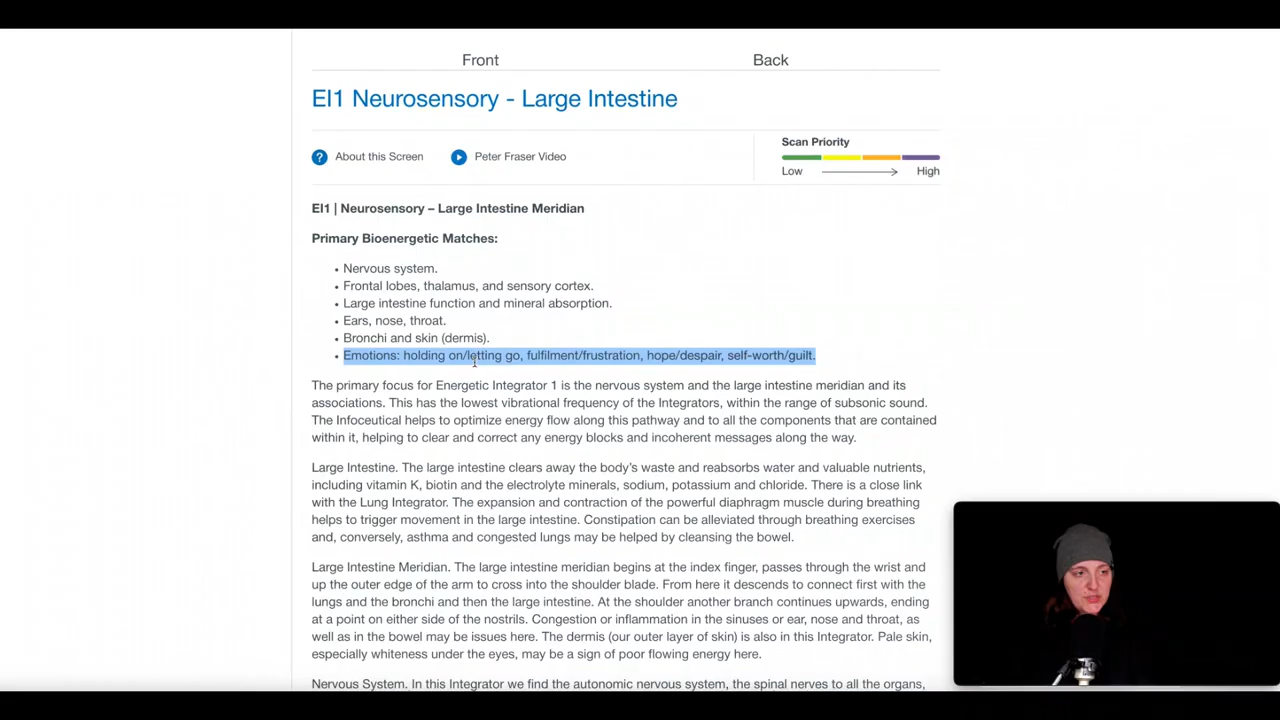 Front Back
EI1 Neurosensory - Large Intestine
? About this Screen Peter Fraser Video
Scan Priority
Low High
EI1 | Neurosensory – Large Intestine Meridian
Primary Bioenergetic Matches:
• Nervous system.
• Frontal lobes, thalamus, and sensory cortex.
• Large intestine function and mineral absorption.
• Ears, nose, throat.
• Bronchi and skin (dermis).
• Emotions: holding on/letting go, fulfilment/frustration, hope/despair, self-worth/guilt.
The primary focus for Energetic Integrator 1 is the nervous system and the large intestine meridian and its
associations. This has the lowest vibrational frequency of the Integrators, within the range of subsonic sound.
The Infoceutical helps to optimize energy flow along this pathway and to all the components that are contained
within it, helping to clear and correct any energy blocks and incoherent messages along the way.
Large Intestine. The large intestine clears away the body’s waste and reabsorbs water and valuable nutrients,
including vitamin K, biotin and the electrolyte minerals, sodium, potassium and chloride. There is a close link
with the Lung Integrator. The expansion and contraction of the powerful diaphragm muscle during breathing
helps to trigger movement in the large intestine. Constipation can be alleviated through breathing exercises
and, conversely, asthma and congested lungs may be helped by cleansing the bowel.
Large Intestine Meridian. The large intestine meridian begins at the index finger, passes through the wrist and
up the outer edge of the arm to cross into the shoulder blade. From here it descends to connect first with the
lungs and the bronchi and then the large intestine. At the shoulder another branch continues upwards, ending
at a point on either side of the nostrils. Congestion or inflammation in the sinuses or ear, nose and throat, as
well as in the bowel may be issues here. The dermis (our outer layer of skin) is also in this Integrator. Pale skin,
especially whiteness under the eyes, may be a sign of poor flowing energy here.
Nervous System. In this Integrator we find the autonomic nervous system, the spinal nerves to all the organs,